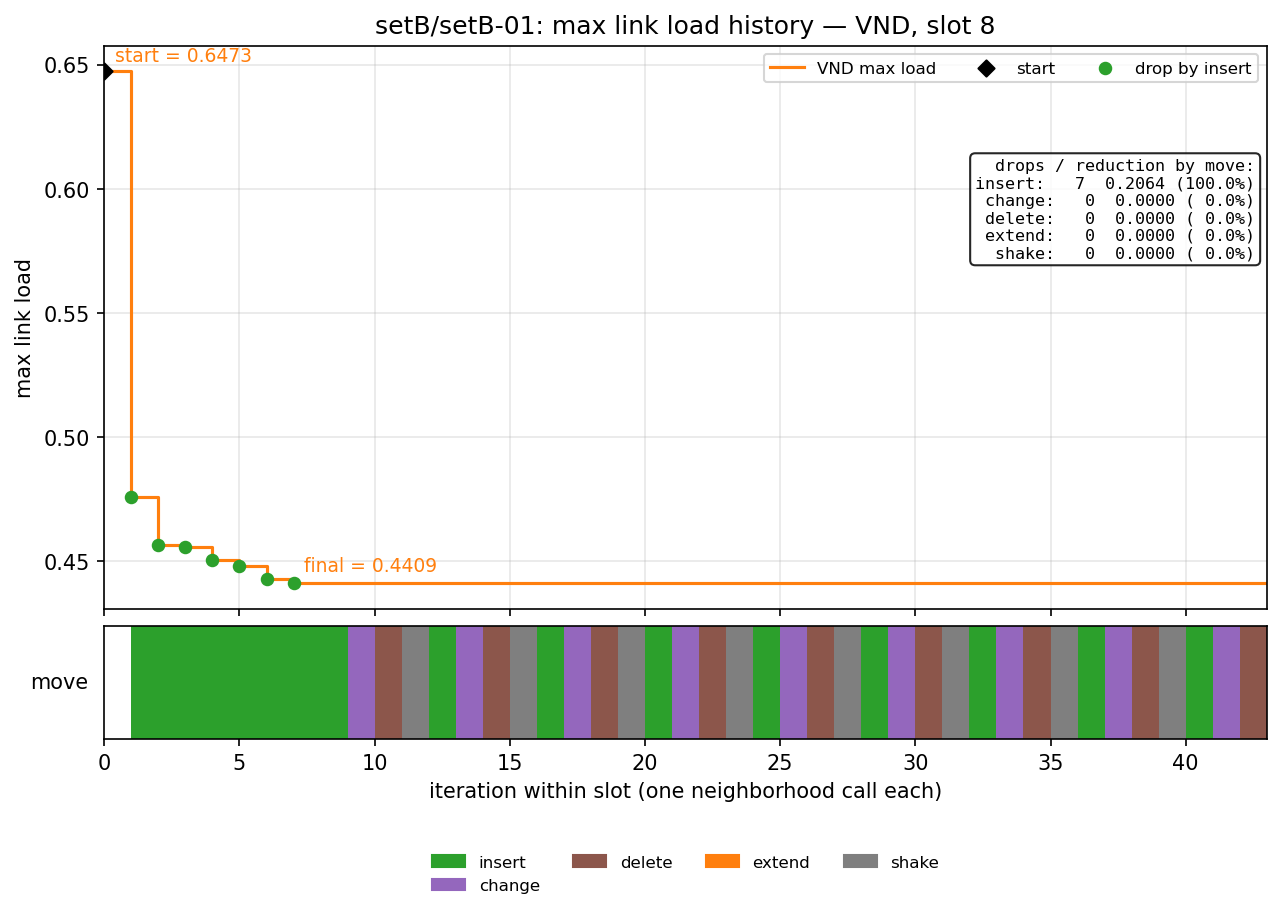 setB/setB-01: max link load history — VND, slot 8
start = 0.6473
VND max load
start
drop by insert
drops / reduction by move:
insert: 7 0.2064 (100.0%)
change: 0 0.0000 ( 0.0%)
delete: 0 0.0000 ( 0.0%)
extend: 0 0.0000 ( 0.0%)
shake: 0 0.0000 ( 0.0%)
max link load
0.65
0.60
0.55
0.50
0.45
final = 0.4409
move
0 5 10 15 20 25 30 35 40
iteration within slot (one neighborhood call each)
insert delete extend shake
change